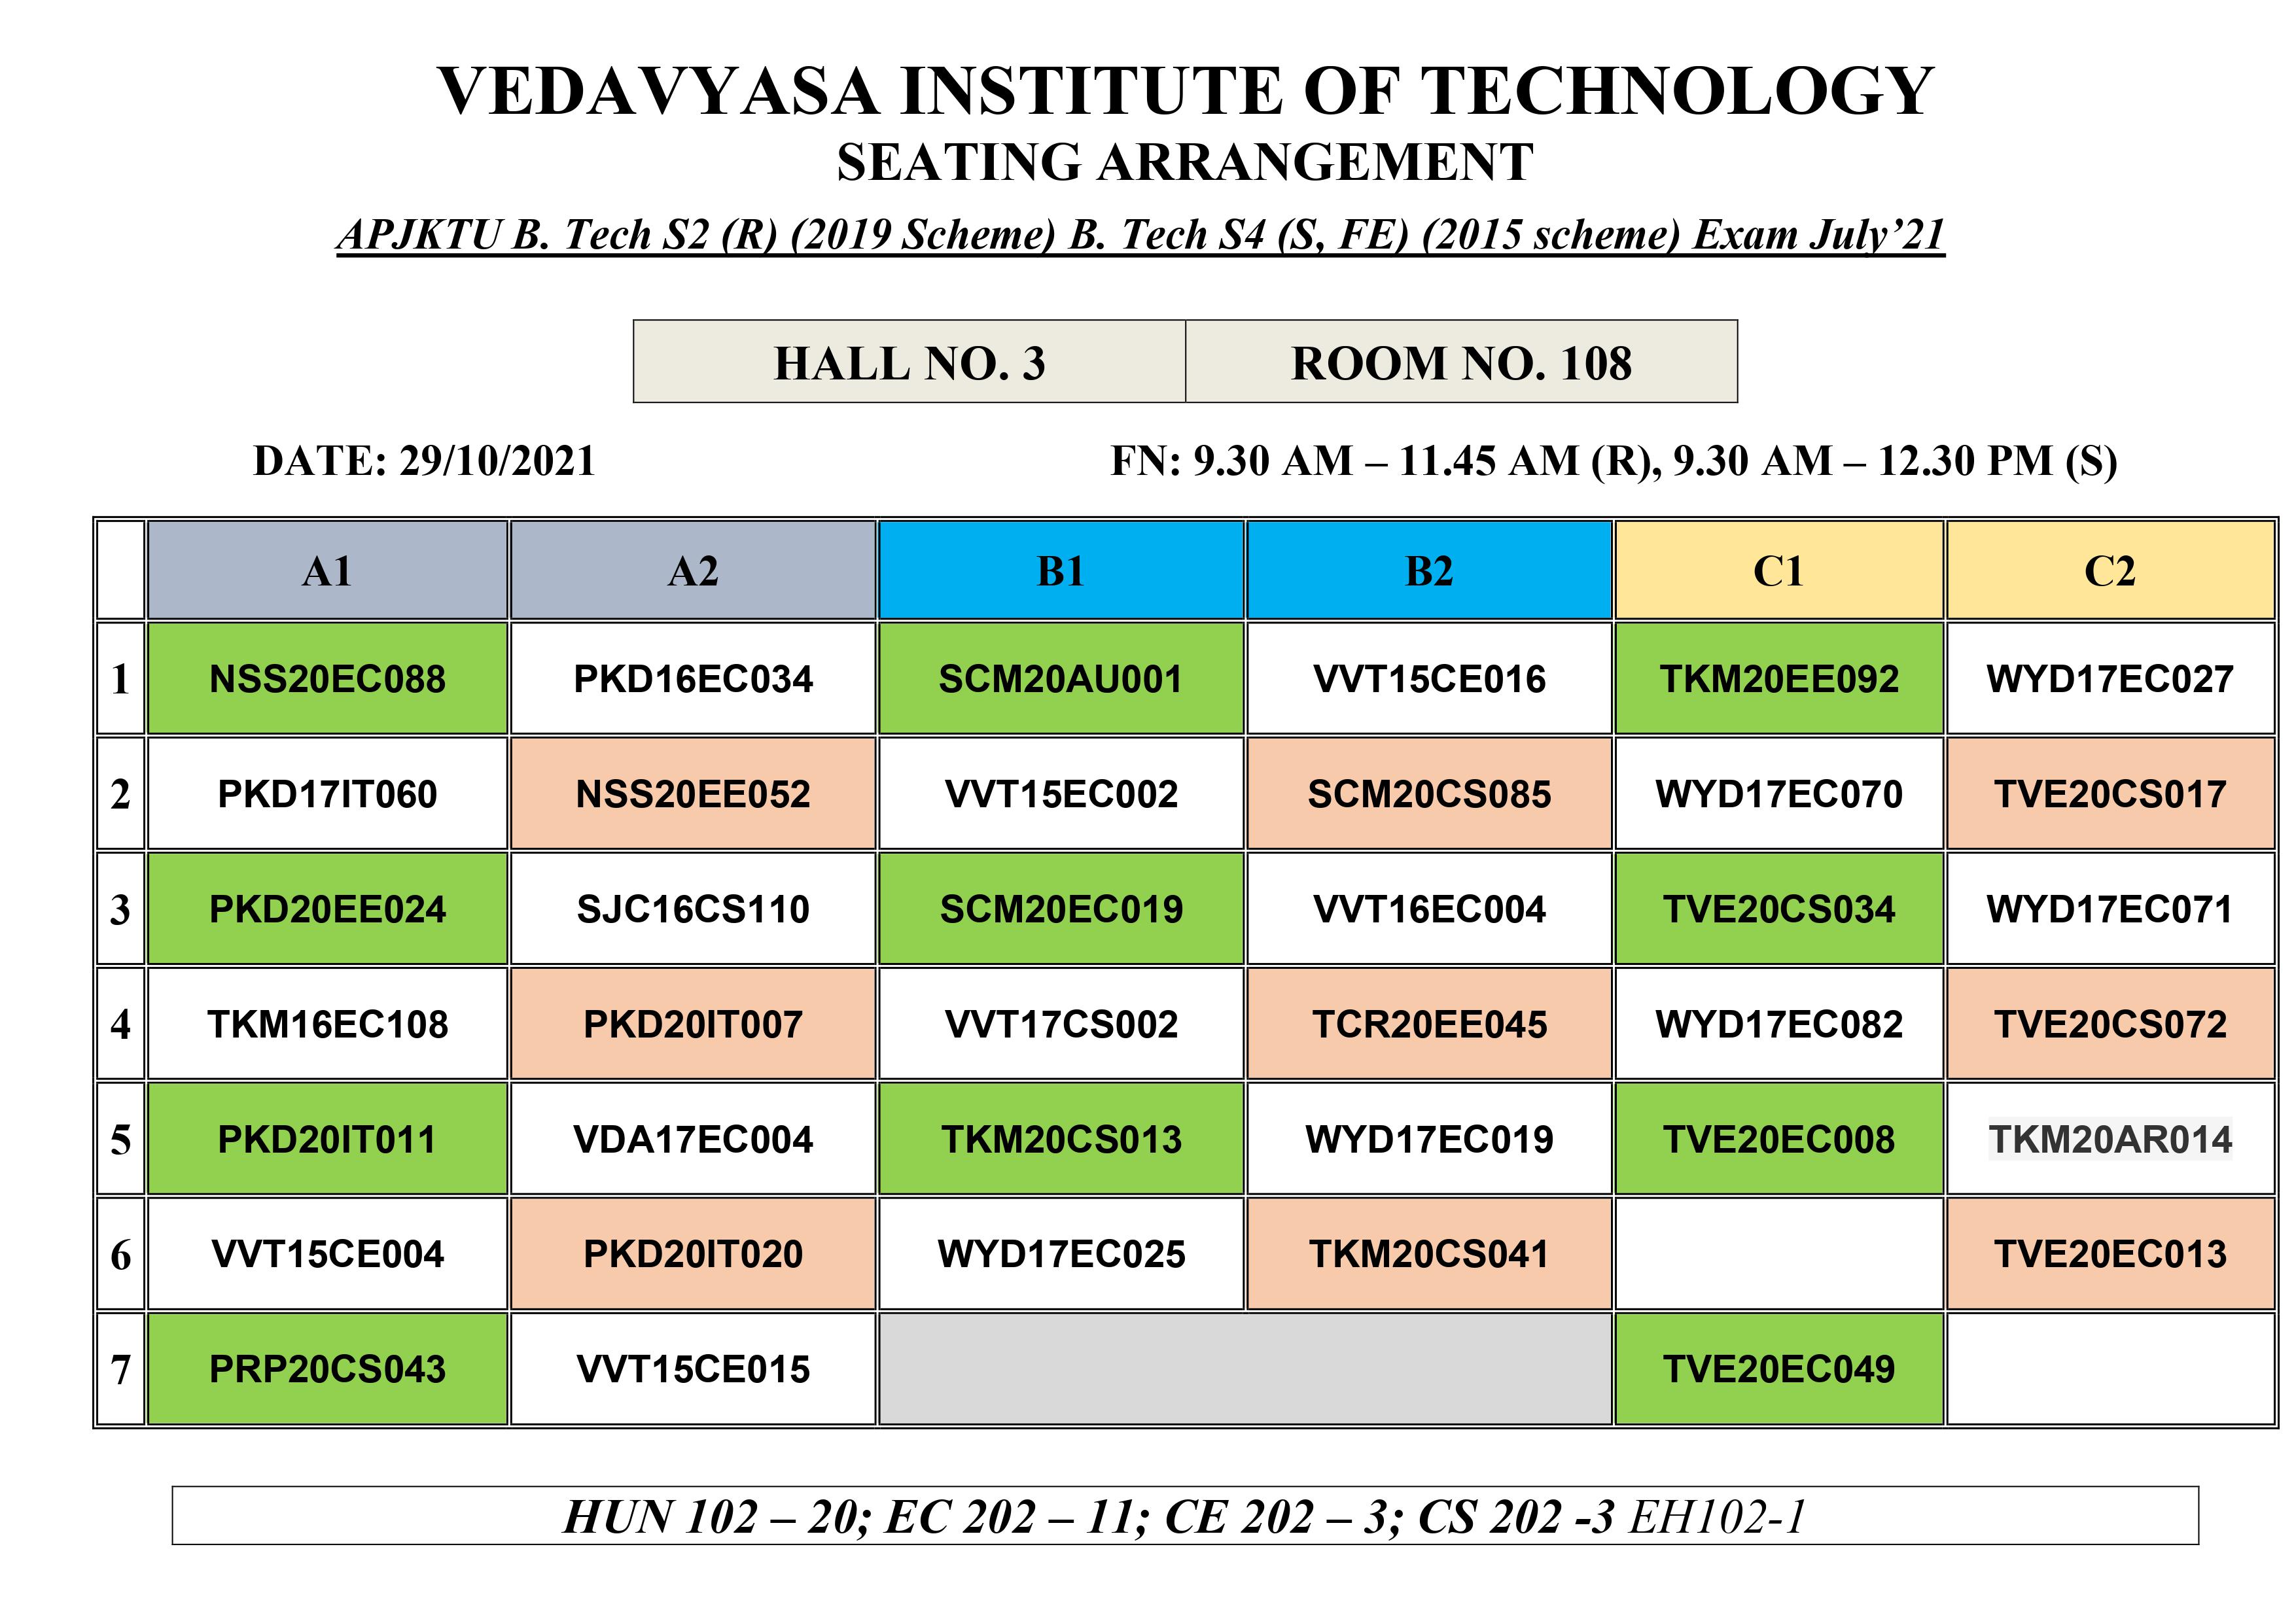 VEDAVYASA INSTITUTE OF TECHNOLOGY
SEATING ARRANGEMENT
APJKTU B. Tech S2 (R) (2019 Scheme) B. Tech S4 (S, FE) (2015 scheme) Exam July’21
HALL NO. 3 ROOM NO. 108
DATE: 29/10/2021 FN: 9.30 AM – 11.45 AM (R), 9.30 AM – 12.30 PM (S)
A1 A2 B1 B2 C1 C2
1 NSS20EC088 PKD16EC034 SCM20AU001 VVT15CE016 TKM20EE092 WYD17EC027
2 PKD17IT060 NSS20EE052 VVT15EC002 SCM20CS085 WYD17EC070 TVE20CS017
3 PKD20EE024 SJC16CS110 SCM20EC019 VVT16EC004 TVE20CS034 WYD17EC071
4 TKM16EC108 PKD20IT007 VVT17CS002 TCR20EE045 WYD17EC082 TVE20CS072
5 PKD20IT011 VDA17EC004 TKM20CS013 WYD17EC019 TVE20EC008 TKM20AR014
6 VVT15CE004 PKD20IT020 WYD17EC025 TKM20CS041 TVE20EC013
7 PRP20CS043 VVT15CE015 TVE20EC049
HUN 102 – 20; EC 202 – 11; CE 202 – 3; CS 202 -3 EH102-1